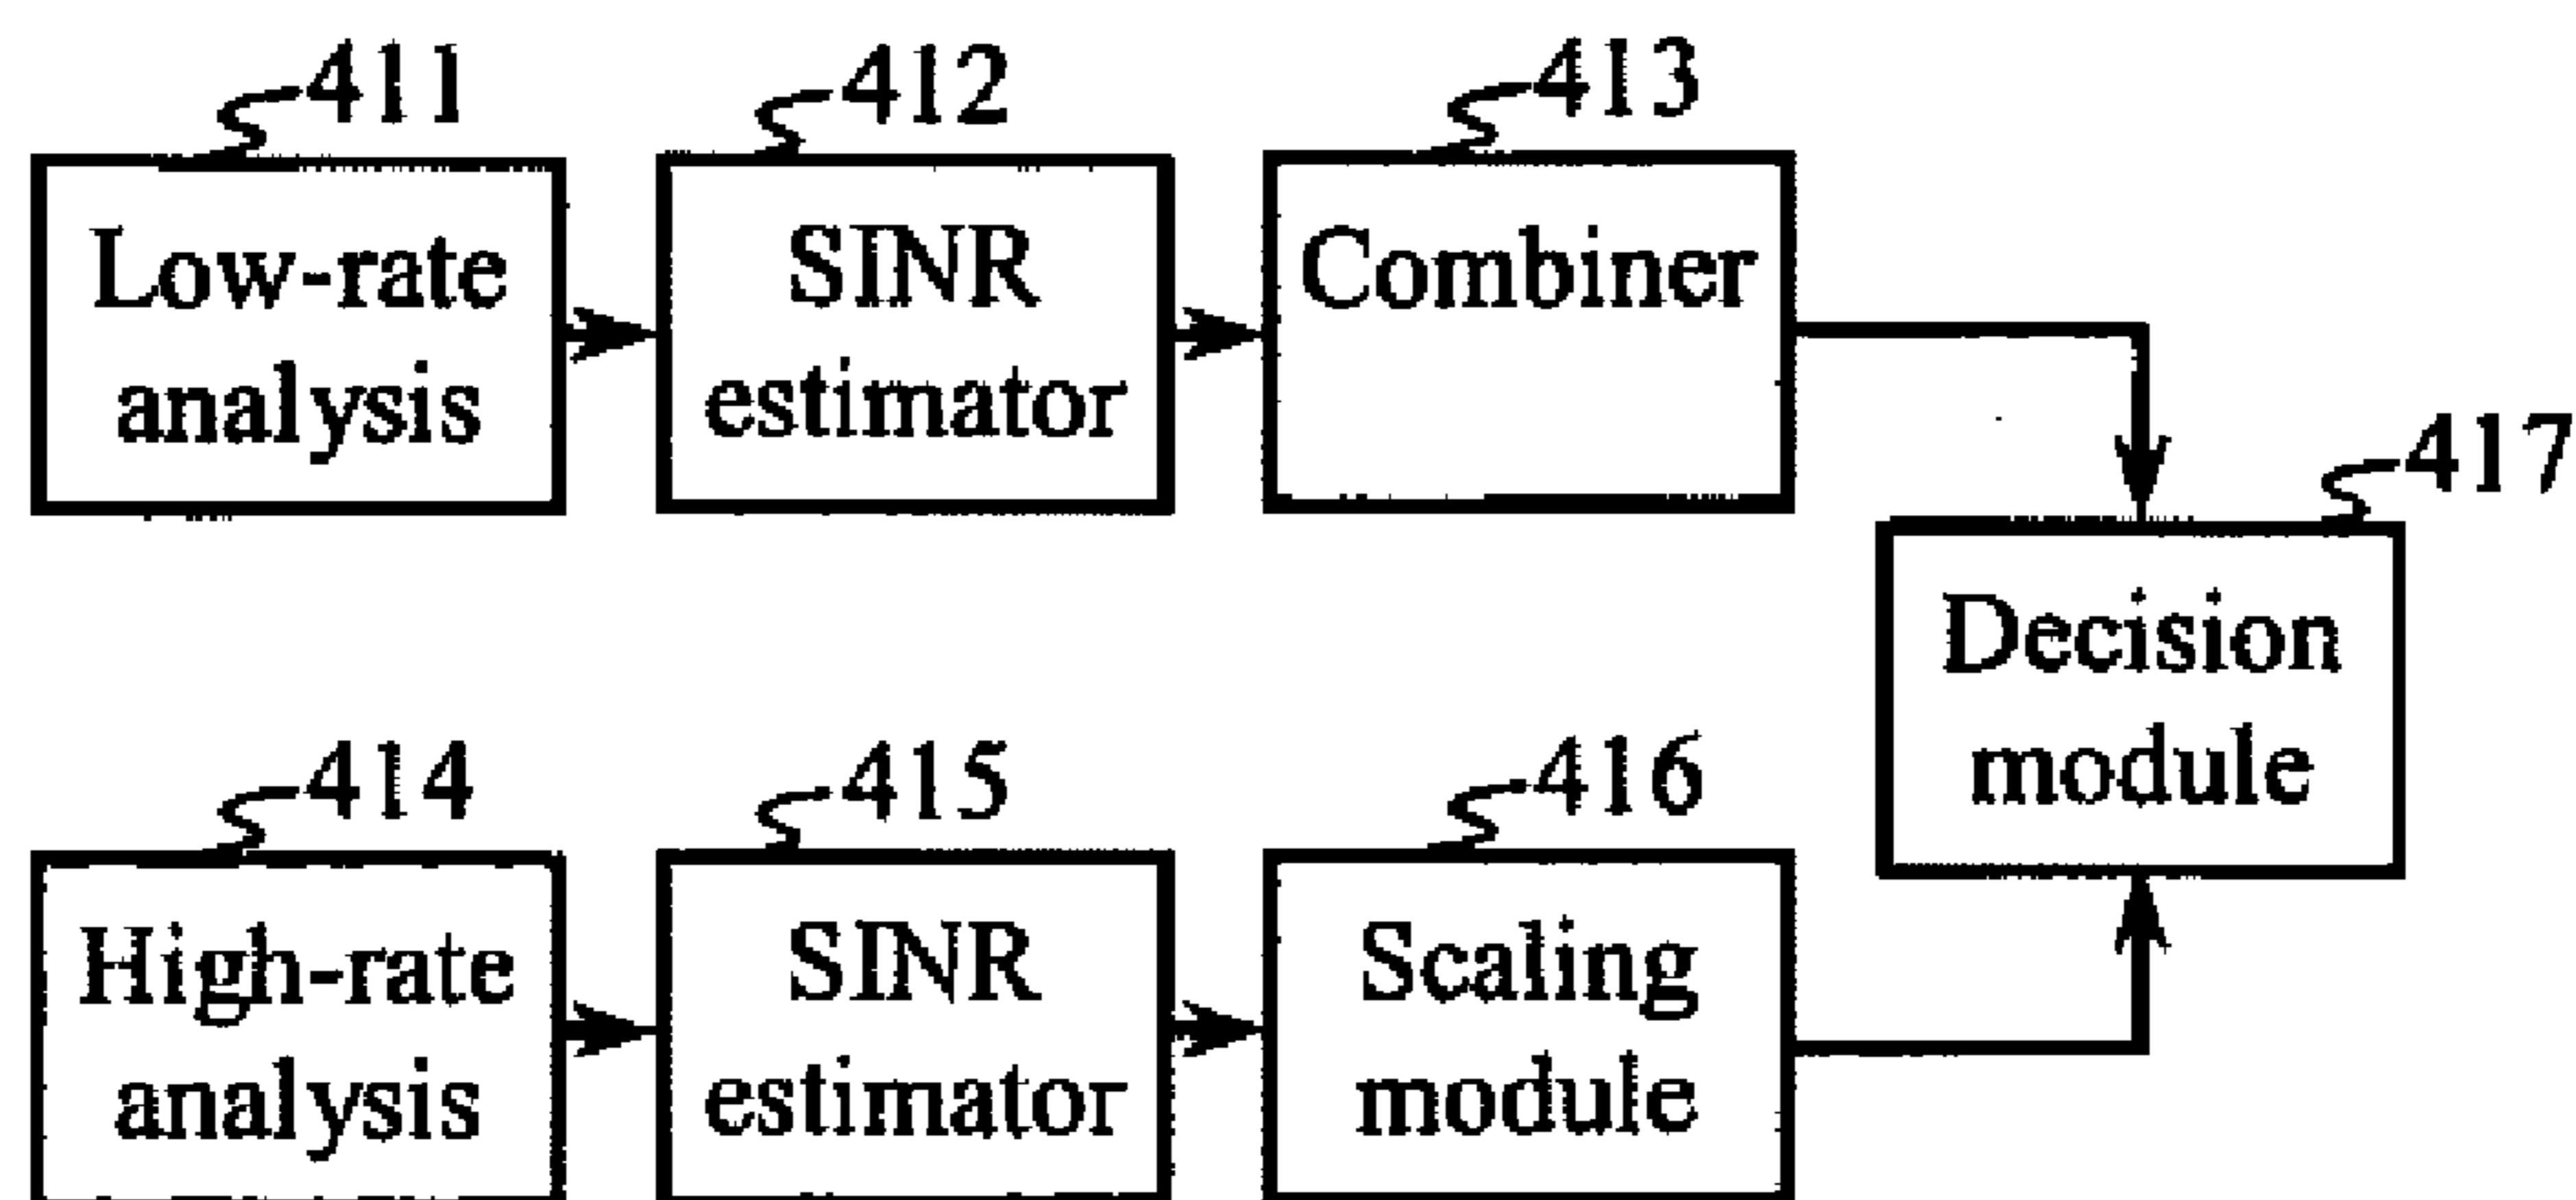 411
412
413
Low-rate
analysis
SINR
estimator
Combiner
417
Decision
module
414
415
416
High-rate
analysis
SINR
estimator
Scaling
module